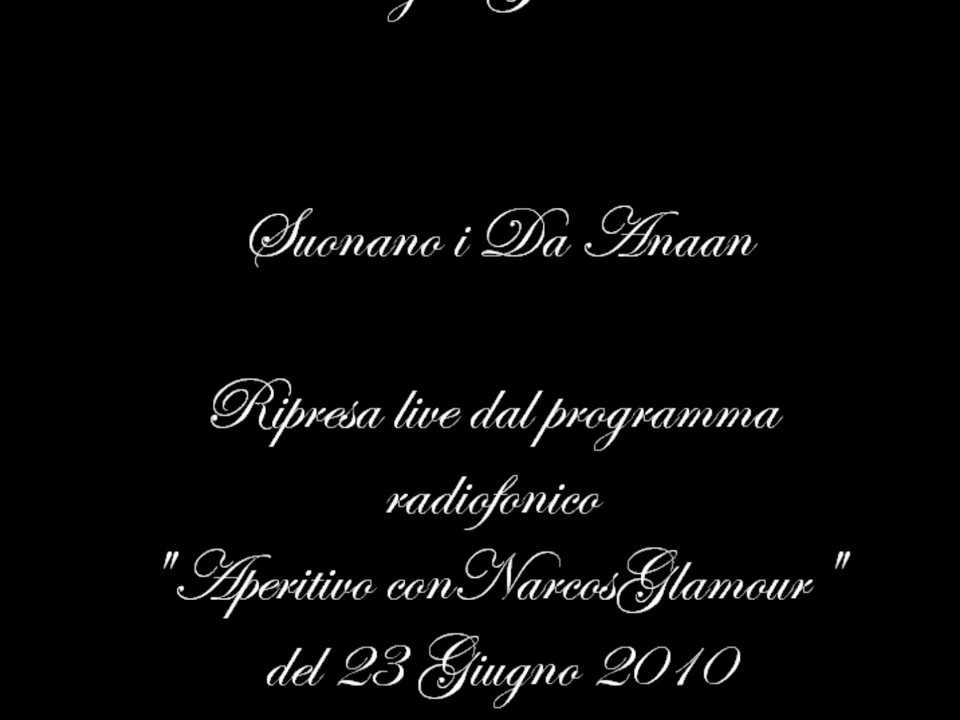 Suonano i Da Anaan
Ripresa live dal programma
radiofonico
" Aperitivo conNarcosGlamour "
del 23 Giugno 2010